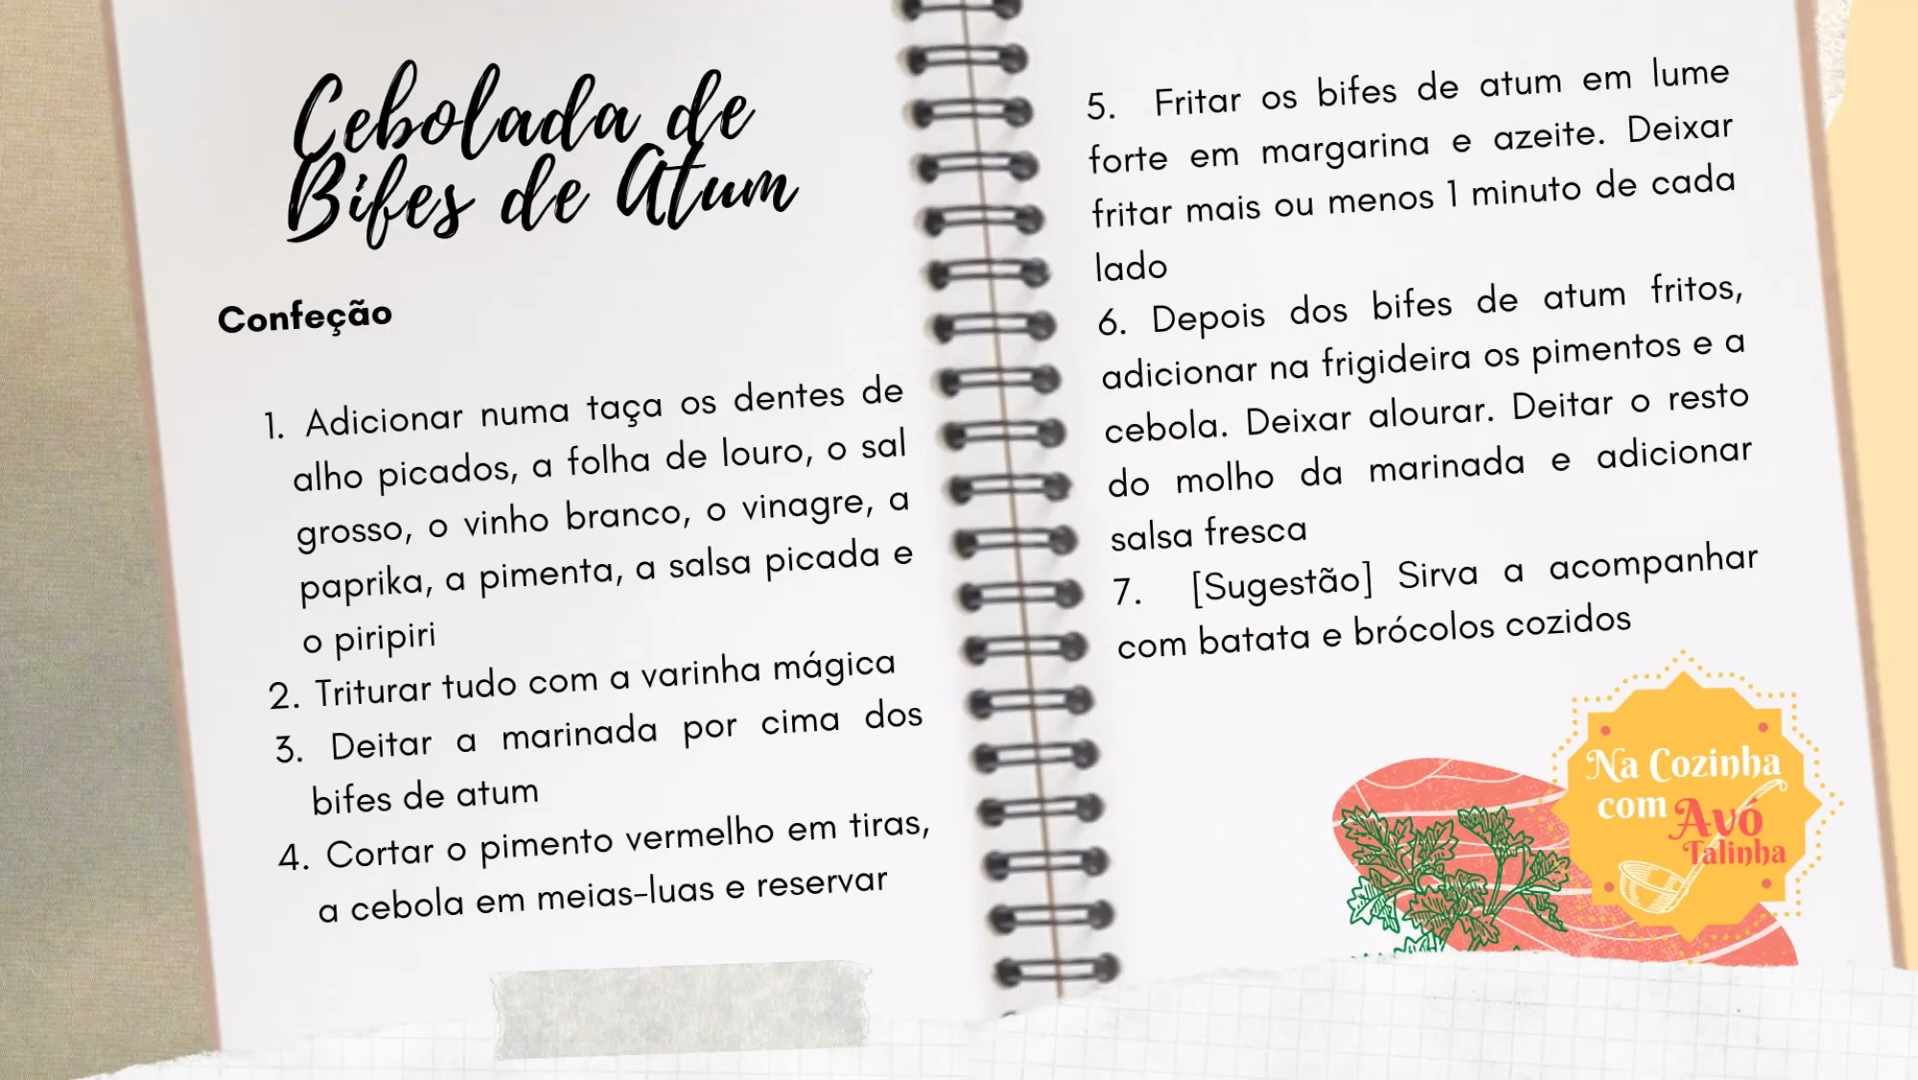 Cebolada de
Bifes de Atum
Confeção
1. Adicionar numa taça os dentes de
alho picados, a folha de louro, o sal
grosso, o vinho branco, o vinagre, a
paprika, a pimenta, a salsa picada e
o piripiri
2. Triturar tudo com a varinha mágica
3. Deitar a marinada por cima dos
bifes de atum
4. Cortar o pimento vermelho em tiras,
a cebola em meias-luas e reservar
5. Fritar os bifes de atum em lume
forte em margarina e azeite. Deixar
fritar mais ou menos 1 minuto de cada
lado
6. Depois dos bifes de atum fritos,
adicionar na frigideira os pimentos e a
cebola. Deixar alourar. Deitar o resto
do molho da marinada e adicionar
salsa fresca
7. [Sugestão] Sirva a acompanhar
com batata e brócolos cozidos
Na Cozinha
com Avó
Talinha